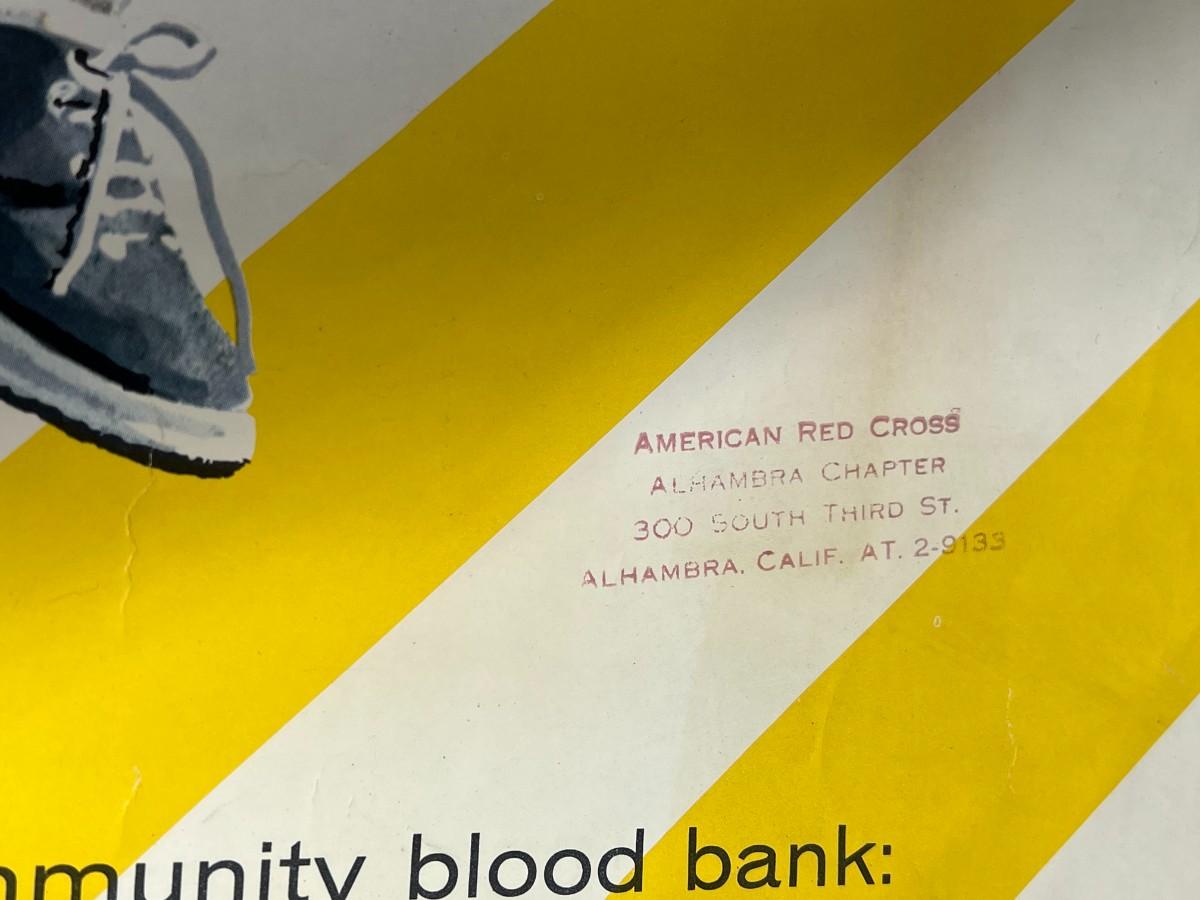 AMERICAN RED CROSS
ALHAMBRA CHAPTER
300 SOUTH THIRD ST.
ALHAMBRA. CALIF. AT. 2-9133
mmunity blood bank: